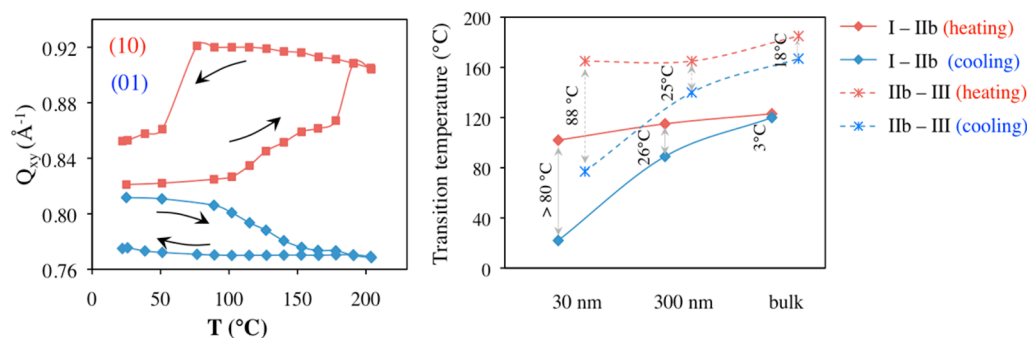 (10)
(01)
Qxy (Å-1)
0.92
0.88
0.84
0.80
0.76
0
50
100
150
200
T (°C)
Transition temperature (°C)
200
160
120
80
40
0
> 80 °C
88 °C
26°C
25°C
3°C
18°C
30 nm
300 nm
bulk
I – IIb (heating)
I – IIb (cooling)
IIb – III (heating)
IIb – III (cooling)